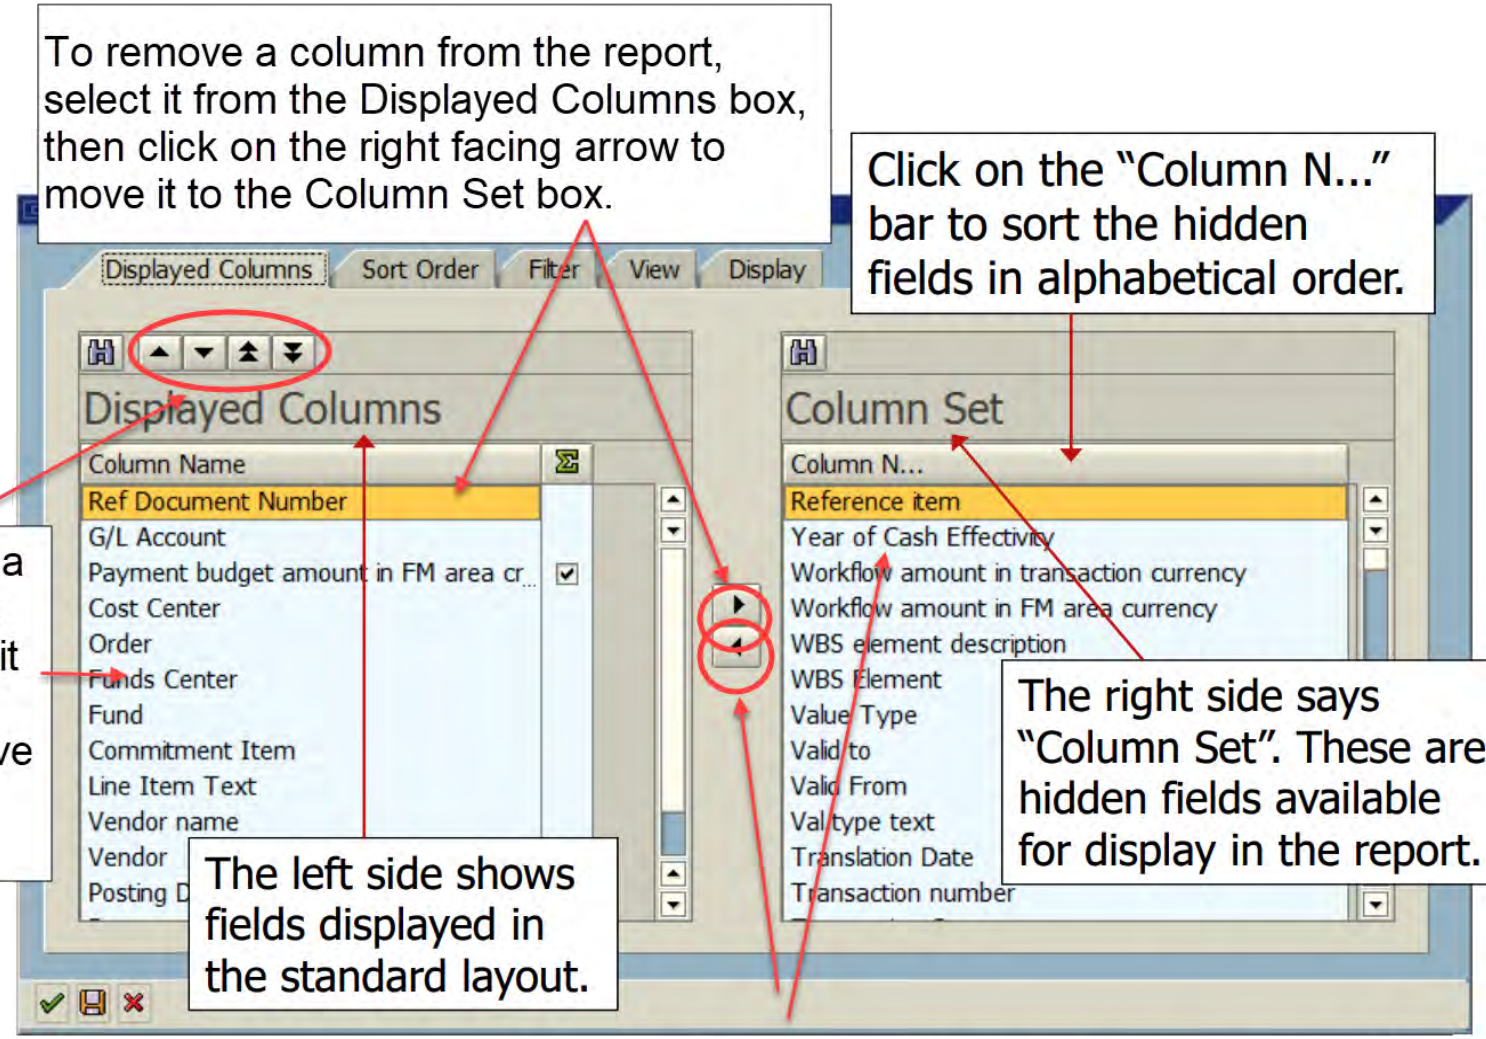 To remove a column from the report,
select it from the Displayed Columns box,
then click on the right facing arrow to
move it to the Column Set box.
Click on the “Column N...”
bar to sort the hidden
fields in alphabetical order.
Displayed Columns Sort Order Filter View Display
Displayed Columns
Column Name
Ref Document Number
G/L Account
Payment budget amount in FM area cr...
Cost Center
Order
Funds Center
Fund
Commitment Item
Line Item Text
Vendor name
Vendor
Posting D
a
it
ve
The left side shows
fields displayed in
the standard layout.
Column Set
Column N...
Reference item
Year of Cash Effectivity
Workflow amount in transaction currency
Workflow amount in FM area currency
WBS element description
WBS Element
Value Type
Valid to
Valid From
Val type text
Translation Date
Transaction number
The right side says
“Column Set”. These are
hidden fields available
for display in the report.